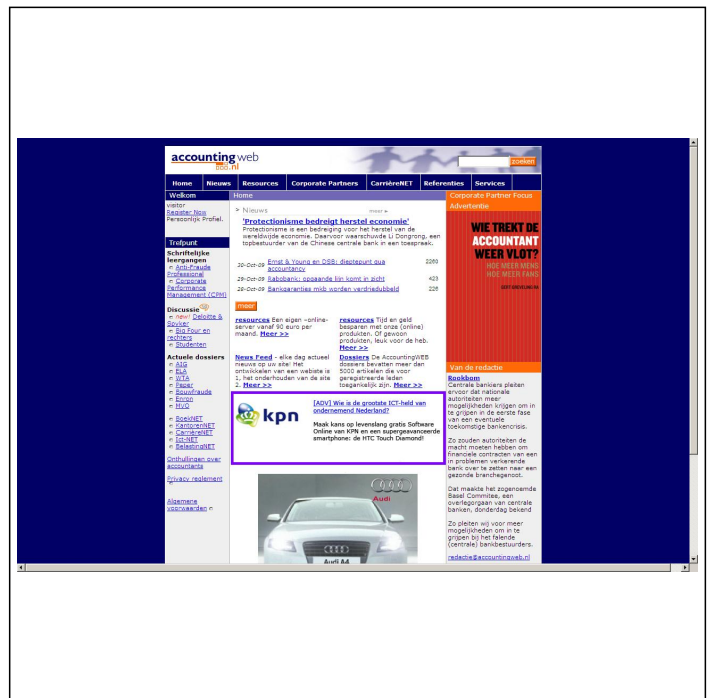 accountingweb
.nl
zoeken
Home Nieuws Resources Corporate Partners CarrièreNET Referenties Services
Welkom
visitor
Register Now
Persoonlijk Profiel.
Trefpunt
Schriftelijke
leergangen
Anti-Fraude
Professional
Corporate
Performance
Management (CPM)
Discussie
new! Deloitte &
Spyker
Big Four en
rechters
Studenten
Actuele dossiers
AIG
ELA
WTA
Peper
Bouwfraude
Enron
MVO
BoekNET
KantorenNET
CarrièreNET
Ict-NET
BelastingNET
Onthullingen over
accountants
Privacy reglement
Algemene
voorwaarden
Home
> Nieuws meer »
'Protectionisme bedreigt herstel
economie'
Protectionisme is een bedreiging voor het herstel van de
wereldwijde economie. Daarvoor waarschuwde Li Dongrong, een
topbestuurder van de Chinese centrale bank in een toespraak.
30-Oct-09 Ernst & Young en DSB: dieptepunt qua
accountancy 2260
29-Oct-09 Rabobank: opgaande lijn komt in zicht 423
28-Oct-09 Bankgaranties mkb worden verdriedubbeld 226
meer
resources Een eigen -online-
server vanaf 90 euro per
maand. Meer >>
resources Tijd en geld
besparen met onze (online)
produkten. Of gewoon
produkten, leuk voor de heb.
Meer >>
News Feed - elke dag actueel
nieuws op uw site! Het
ontwikkelen van een webiste is
1, het onderhouden van de site
2. Meer >>
Dossiers De AccountingWEB
dossiers bevatten meer dan
5000 artikelen die voor
geregistreerde leden
toegankelijk zijn. Meer >>
kpn
[ADV] Wie is de grootste ICT-held van
ondernemend Nederland?
Maak kans op levenslang gratis Software
Online van KPN en een supergeavanceerde
smartphone: de HTC Touch Diamond!
Audi
Audi A4
Corporate Partner Focus
Advertentie
WIE TREKT DE
ACCOUNTANT
WEER VLOT?
HOE MEER MENS
HOE MEER FANS
GERT GREVELING RA
Van de redactie
Rookbom
Centrale bankiers pleiten
ervoor dat nationale
autoriteiten meer
mogelijkheden krijgen om in
te grijpen in de eerste fase
van een eventuele
toekomstige bankencrisis.
Zo zouden autoriteiten de
macht moeten hebben om
financiele contracten van een
in problemen verkerende
bank over te zetten naar een
gezonde branchegenoot.
Dat maakte het zogenoemde
Basel Commitee, een
overlegorgaan van centrale
banken, donderdag bekend
Zo pleiten wij voor meer
mogelijkheden om in te
grijpen bij het falende
(centrale) bankbestuurders.
redactie@accountingweb.nl